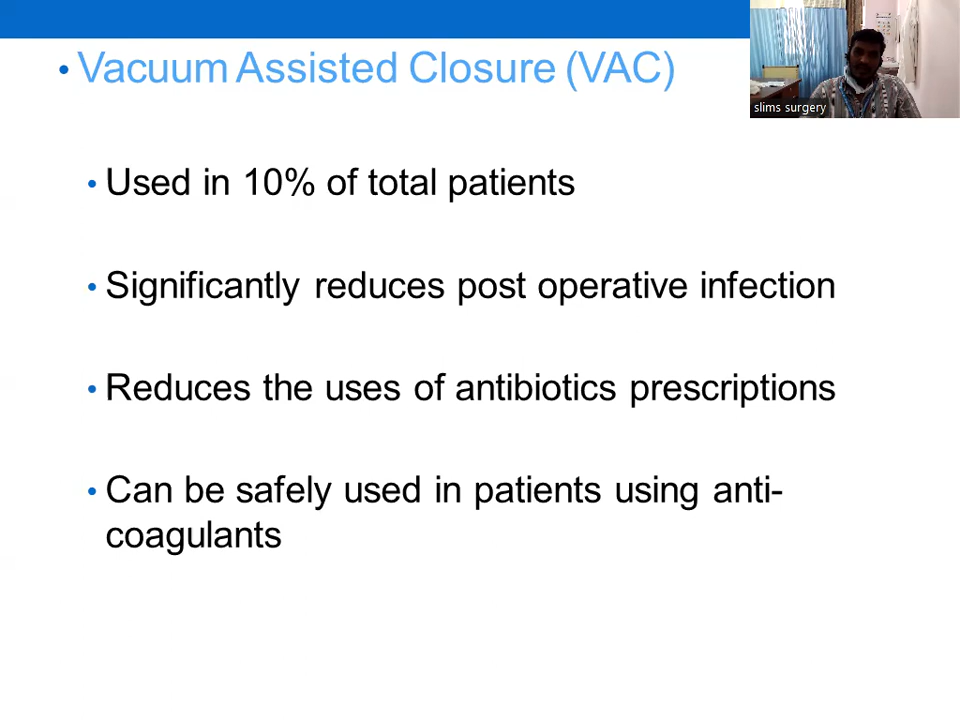 • Vacuum Assisted Closure (VAC)
slims surgery
• Used in 10% of total patients
• Significantly reduces post operative infection
• Reduces the uses of antibiotics prescriptions
• Can be safely used in patients using anti-
coagulants